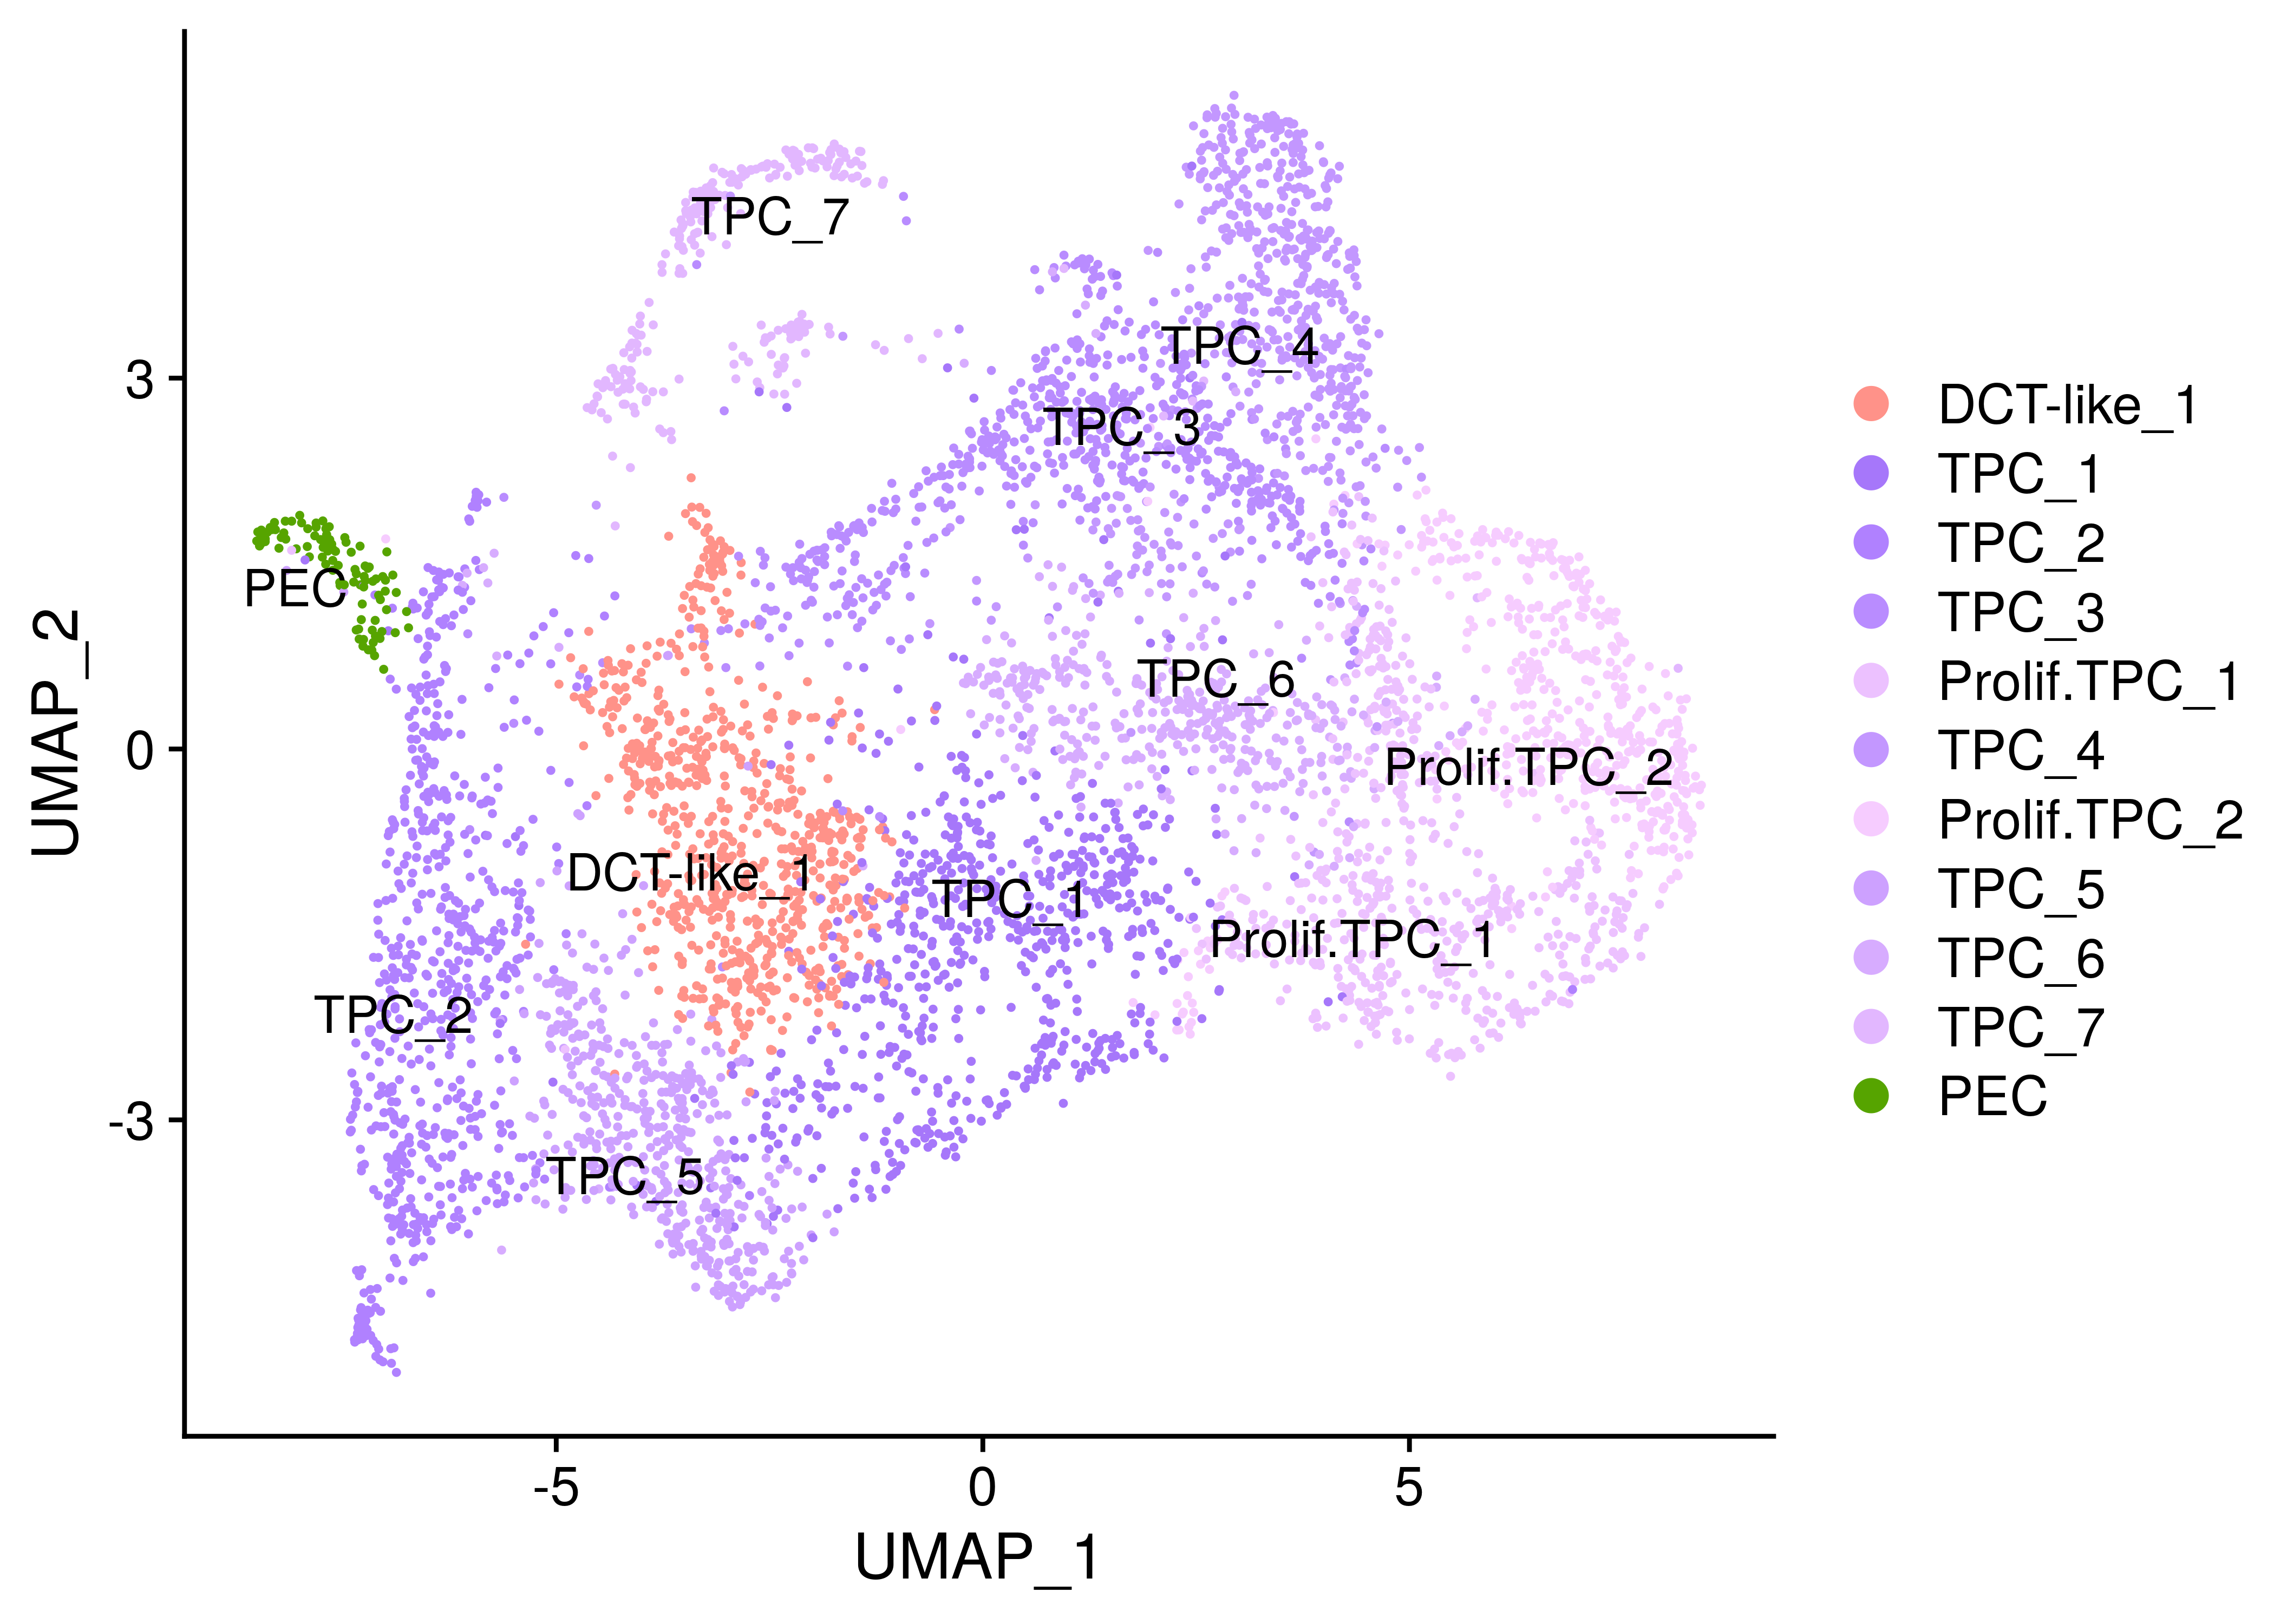 TPC_7
TPC_4
TPC_3
PEC
TPC_6
Prolif.TPC_2
DCT-like_1
TPC_1
Prolif.TPC_1
TPC_2
TPC_5
UMAP_2
3
0
-3
-5
0
5
UMAP_1
DCT-like_1
TPC_1
TPC_2
TPC_3
Prolif.TPC_1
TPC_4
Prolif.TPC_2
TPC_5
TPC_6
TPC_7
PEC